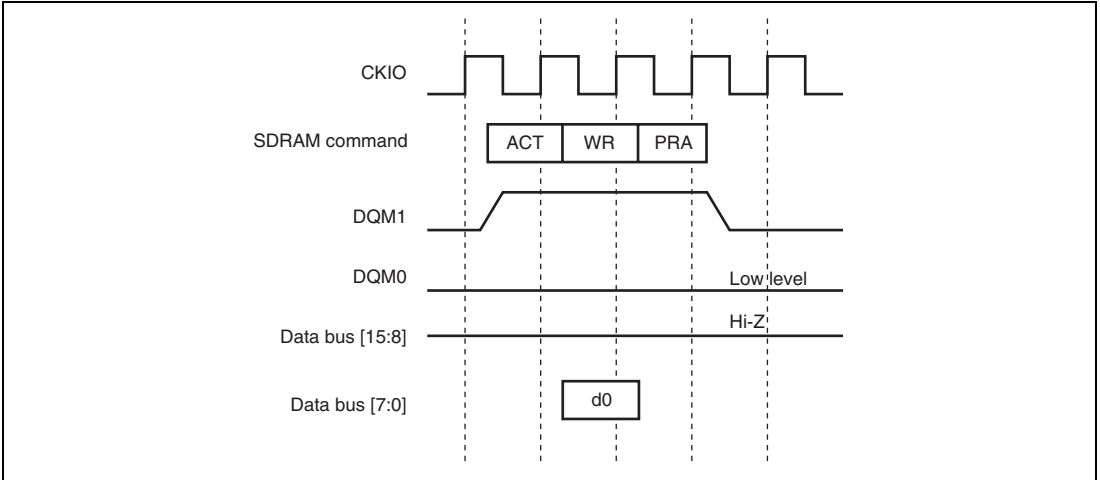 CKIO
SDRAM command
ACT WR PRA
DQM1
DQM0
Low level
Data bus [15:8]
Hi-Z
Data bus [7:0]
d0